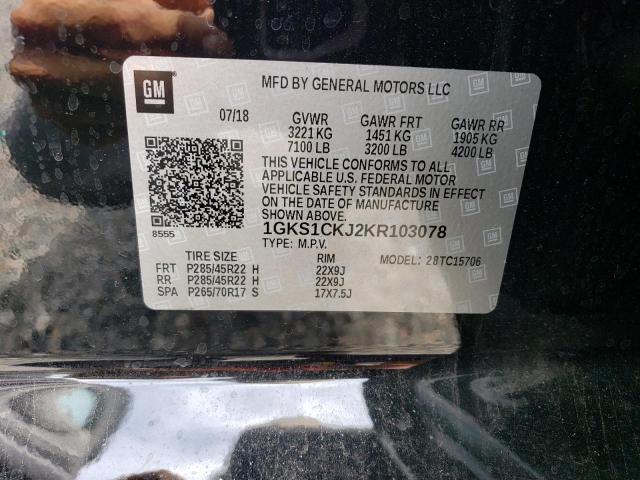 GM
MFD BY GENERAL MOTORS LLC
07/18 GVWR GAWR FRT GAWR RR
3221 KG 1451 KG 1905 KG
7100 LB 3200 LB 4200 LB
THIS VEHICLE CONFORMS TO ALL
APPLICABLE U.S. FEDERAL MOTOR
VEHICLE SAFETY STANDARDS IN EFFECT
ON THE DATE OF MANUFACTURE
SHOWN ABOVE.
8555
1GKS1CKJ2KR103078
TYPE: M.P.V. MODEL: 28TC15706
TIRE SIZE RIM
FRT P285/45R22 H 22X9J
RR P285/45R22 H 22X9J
SPA P265/70R17 S 17X7.5J